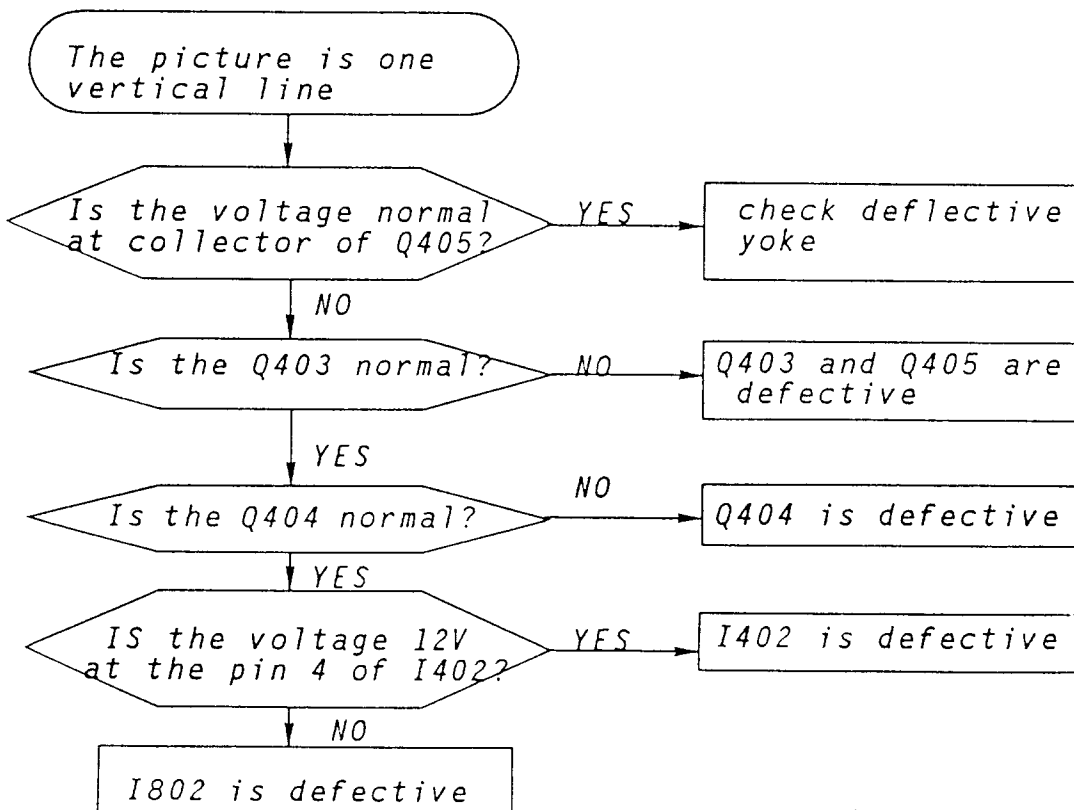 The picture is one
vertical line
Is the voltage normal
at collector of Q405?
YES
check deflective
yoke
NO
Is the Q403 normal?
NO
Q403 and Q405 are
defective
YES
Is the Q404 normal?
NO
Q404 is defective
YES
IS the voltage 12V
at the pin 4 of I402?
YES
I402 is defective
NO
I802 is defective